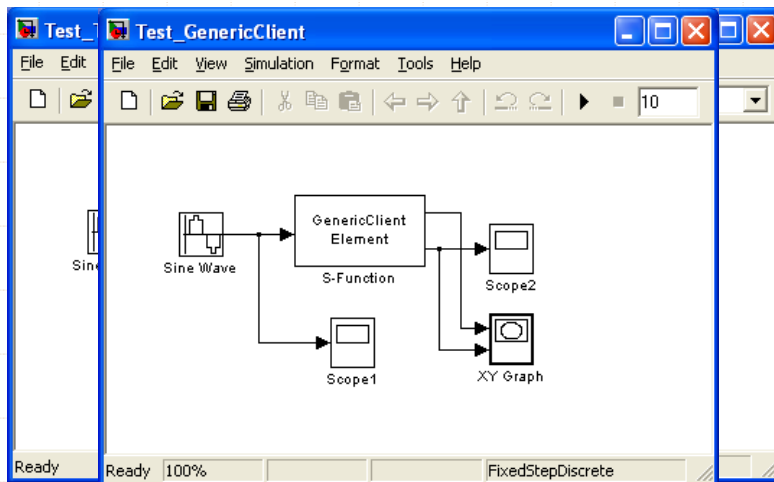 Test_T
File Edit
Sine
Ready
Test_GenericClient
File Edit View Simulation Format Tools Help
10
GenericClient
Element
Sine Wave
S-Function
Scope2
Scope1
XY Graph
Ready 100% FixedStepDiscrete